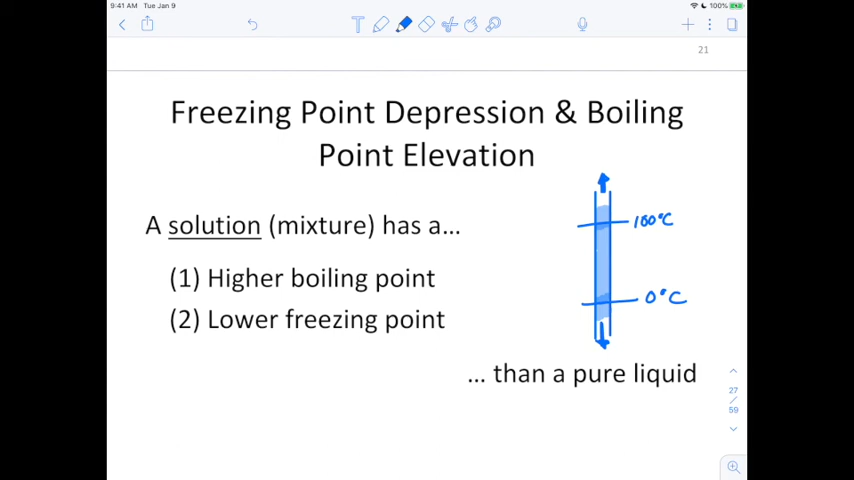 9:41 AM Tue Jan 9
100%
T
21
Freezing Point Depression & Boiling
Point Elevation
A solution (mixture) has a...
100°C
(1) Higher boiling point
0°C
(2) Lower freezing point
... than a pure liquid
27
/
59